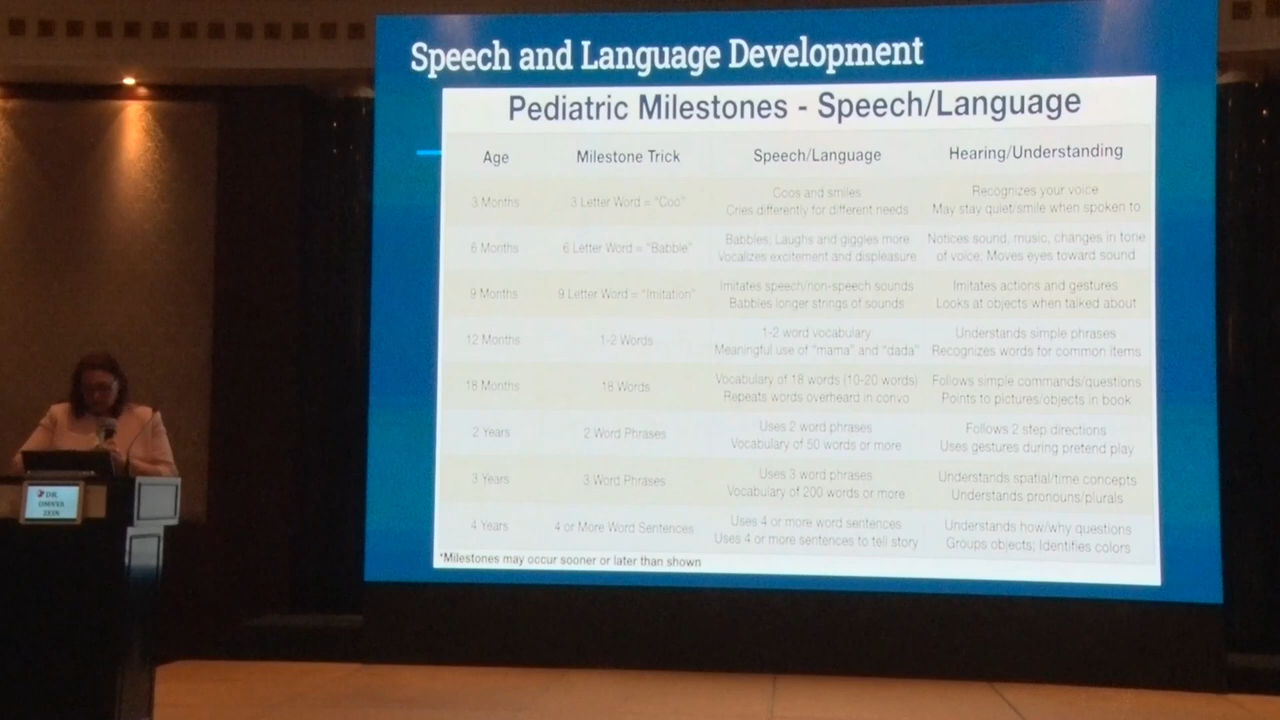 Speech and Language Development
Pediatric Milestones - Speech/Language
Age Milestone Trick Speech/Language Hearing/Understanding
3 Months 3 Letter Word = "Coo" Coos and smiles Recognizes your voice
Cries differently for different needs May stay quiet/smile when spoken to
6 Months 6 Letter Word = "Babble" Babbles; Laughs and giggles more Notices sound, music, changes in tone
Vocalizes excitement and displeasure of voice; Moves eyes toward sound
9 Months 9 Letter Word = "Imitation" Imitates speech/non-speech sounds Imitates actions and gestures
Babbles longer strings of sounds Looks at objects when talked about
12 Months 1-2 Words 1-2 word vocabulary Understands simple phrases
Meaningful use of "mama" and "dada" Recognizes words for common items
18 Months 18 Words Vocabulary of 18 words (10-20 words) Follows simple commands/questions
Repeats words overheard in convo Points to pictures/objects in book
2 Years 2 Word Phrases Uses 2 word phrases Follows 2 step directions
Vocabulary of 50 words or more Uses gestures during pretend play
3 Years 3 Word Phrases Uses 3 word phrases Understands spatial/time concepts
Vocabulary of 200 words or more Understands pronouns/plurals
4 Years 4 or More Word Sentences Uses 4 or more word sentences Understands how/why questions
Uses 4 or more sentences to tell story Groups objects; Identifies colors
*Milestones may occur sooner or later than shown
DR.
OMNYA
ZEIN